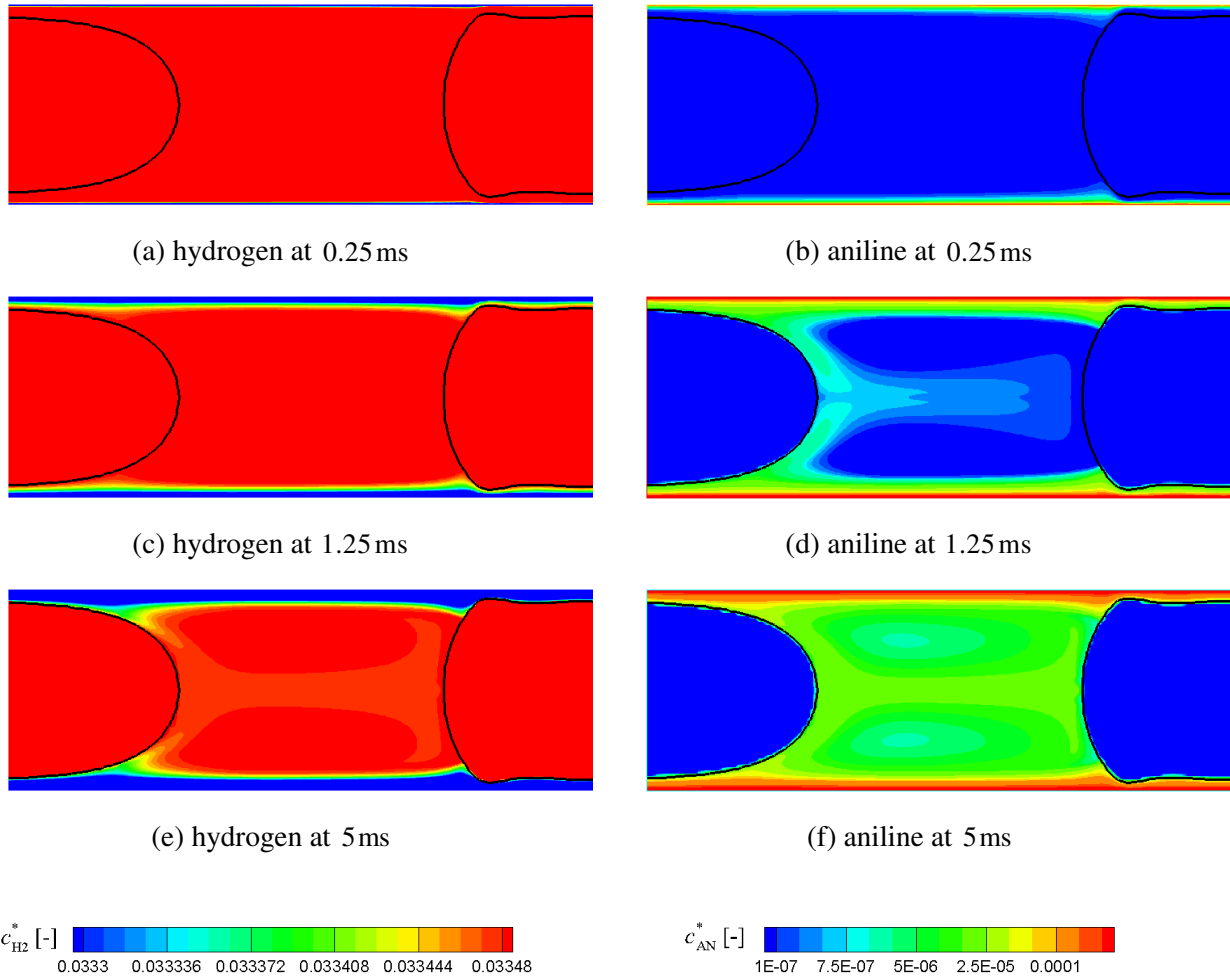 (a) hydrogen at 0.25 ms
(b) aniline at 0.25 ms
(c) hydrogen at 1.25 ms
(d) aniline at 1.25 ms
(e) hydrogen at 5 ms
(f) aniline at 5 ms
c*H2 [-]
0.0333 0.033336 0.033372 0.033408 0.033444 0.03348
c*AN [-]
1E-07 7.5E-07 5E-06 2.5E-05 0.0001